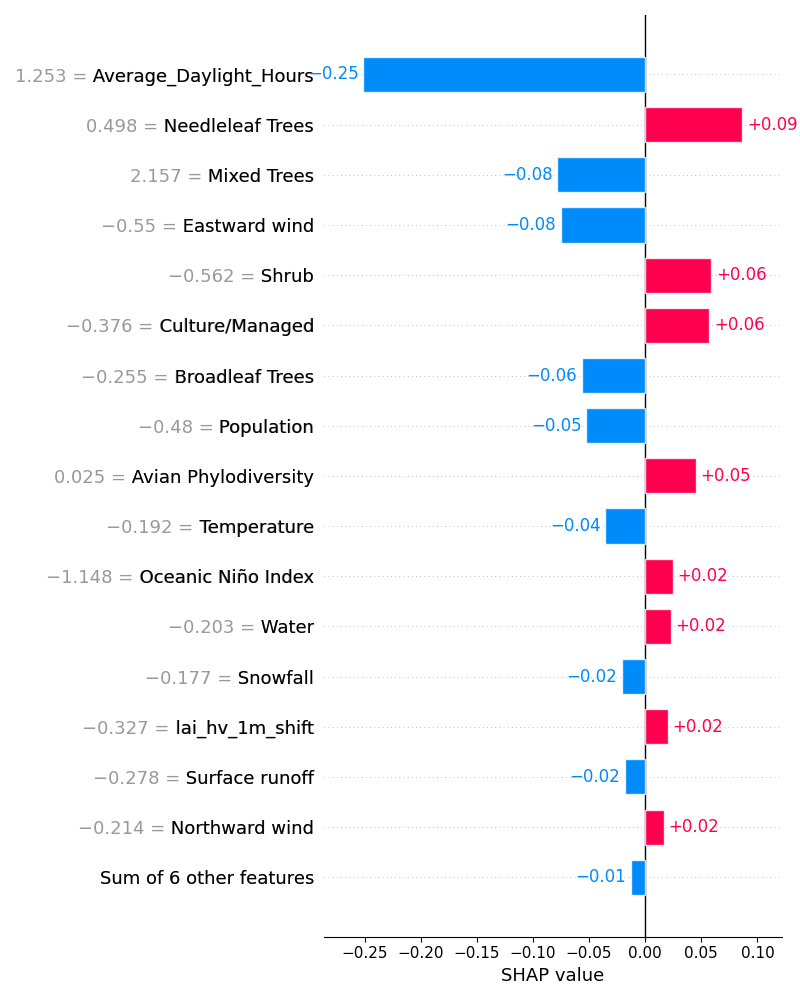 1.253 = Average_Daylight_Hours −0.25
0.498 = Needleleaf Trees +0.09
2.157 = Mixed Trees −0.08
−0.55 = Eastward wind −0.08
−0.562 = Shrub +0.06
−0.376 = Culture/Managed +0.06
−0.255 = Broadleaf Trees −0.06
−0.48 = Population −0.05
0.025 = Avian Phylodiversity +0.05
−0.192 = Temperature −0.04
−1.148 = Oceanic Niño Index +0.02
−0.203 = Water +0.02
−0.177 = Snowfall −0.02
−0.327 = lai_hv_1m_shift +0.02
−0.278 = Surface runoff −0.02
−0.214 = Northward wind +0.02
Sum of 6 other features −0.01
−0.25 −0.20 −0.15 −0.10 −0.05 0.00 0.05 0.10
SHAP value